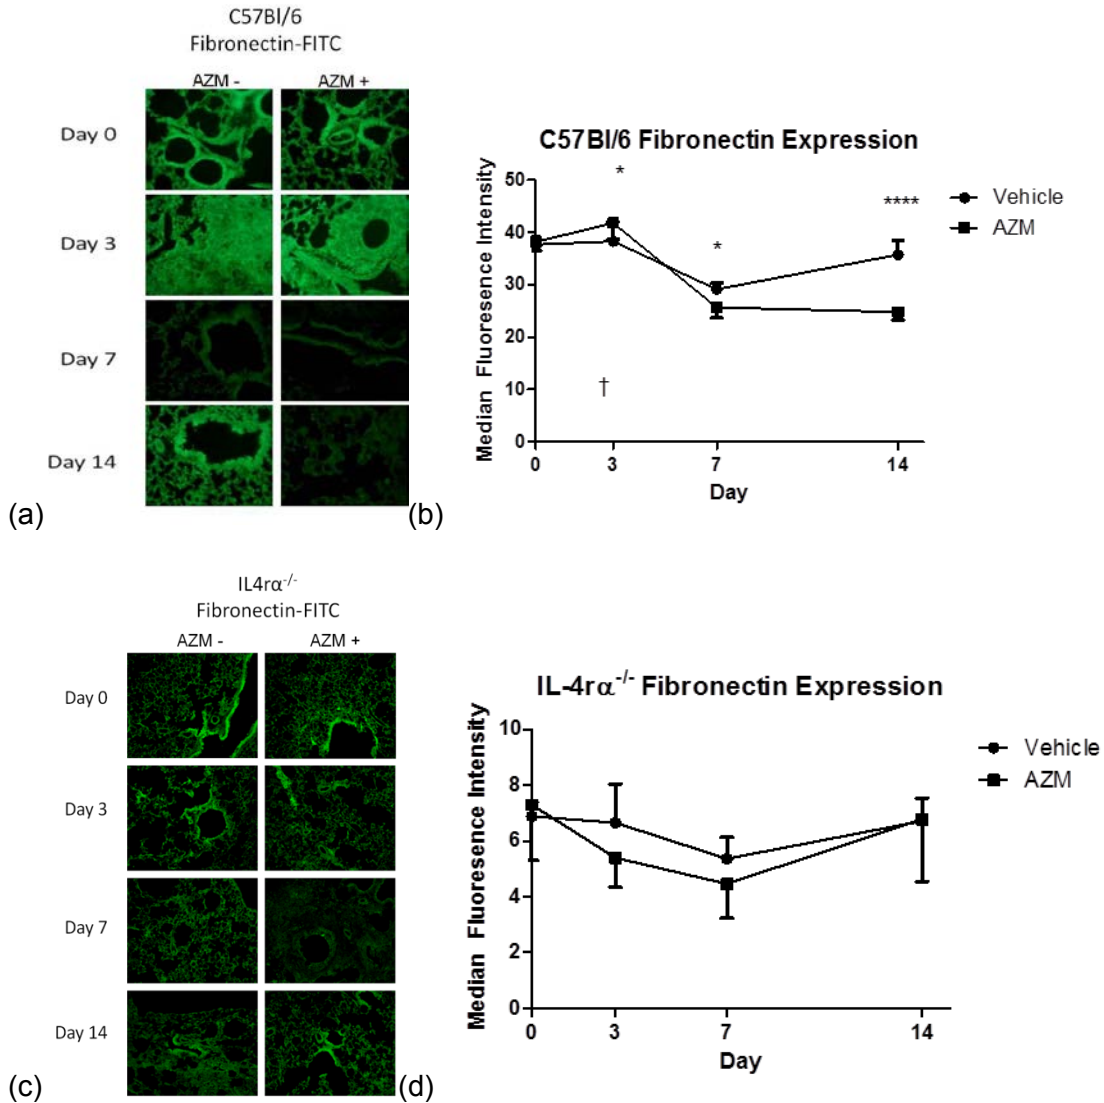 C57Bl/6
Fibronectin-FITC
AZM - AZM +
Day 0
Day 3
Day 7
Day 14
(a)
C57Bl/6 Fibronectin Expression
Median Fluoresence Intensity
50
40
30
20
10
0
* 
*
****
†
0 3 7 14
Day
Vehicle
AZM
(b)
IL4rα-/-
Fibronectin-FITC
AZM - AZM +
Day 0
Day 3
Day 7
Day 14
(c)
IL-4rα-/- Fibronectin Expression
Median Fluoresence Intensity
10
8
6
4
2
0
0 3 7 14
Day
Vehicle
AZM
(d)